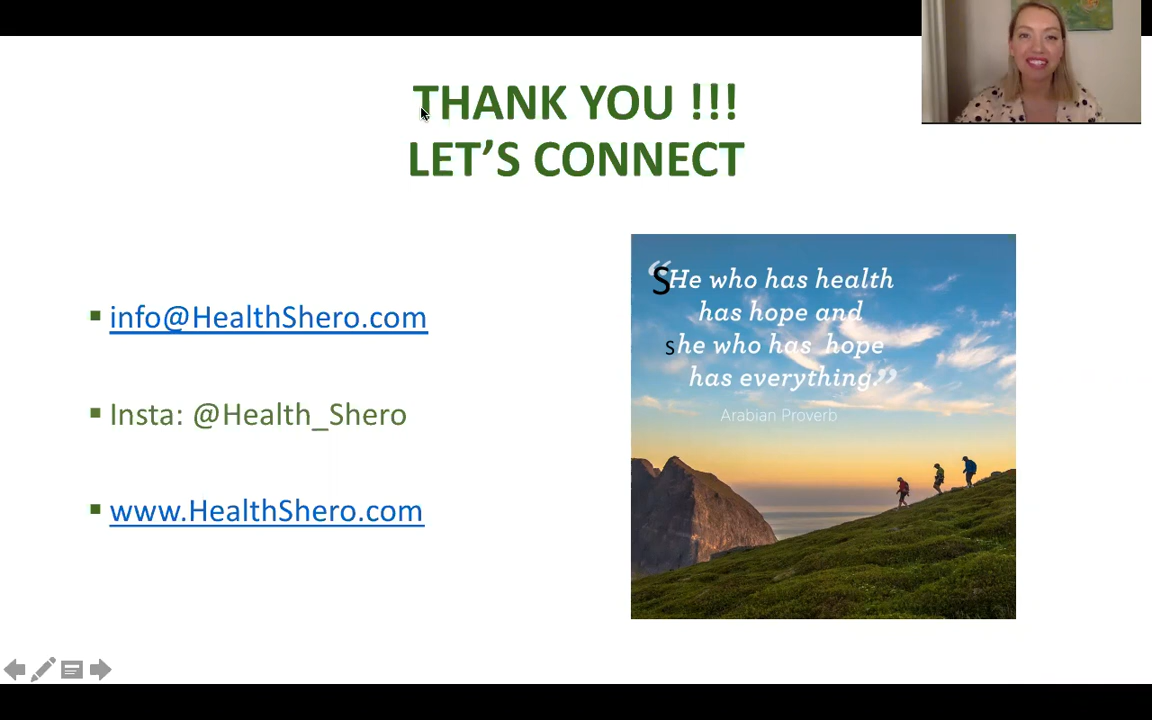 THANK YOU !!!
LET’S CONNECT
info@HealthShero.com
Insta: @Health_Shero
www.HealthShero.com
“SHe who has health
has hope and
she who has hope
has everything.”
Arabian Proverb